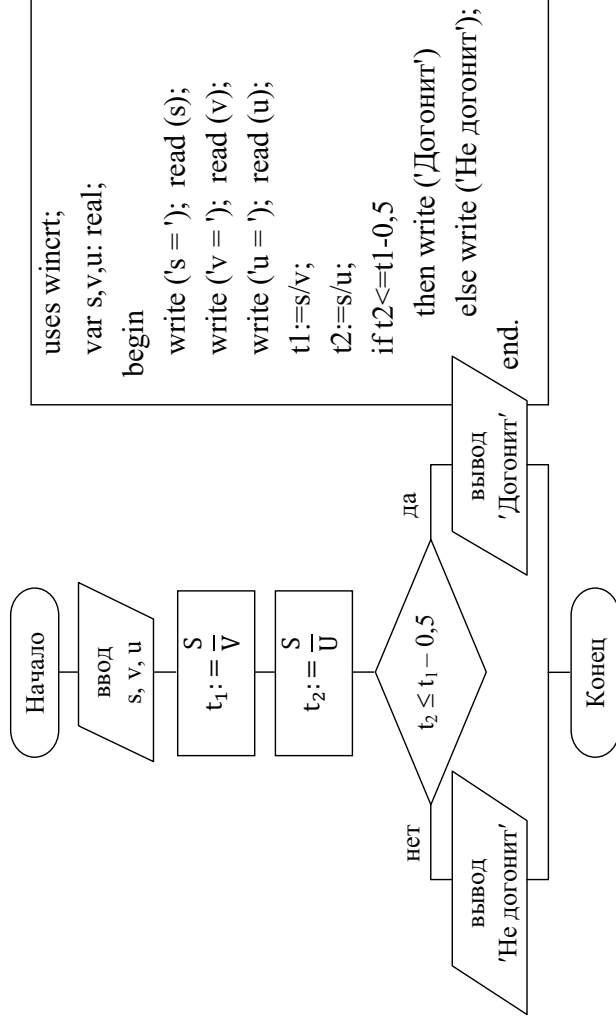 Начало
ввод
s, v, u
t₁: = S/V
t₂: = S/U
t₂ ≤ t₁ – 0,5
нет
да
вывод
'Не догонит'
вывод
'Догонит'
Конец
uses wincrt;
var s,v,u: real;
begin
write ('s = '); read (s);
write ('v = '); read (v);
write ('u = '); read (u);
t1:=s/v;
t2:=s/u;
if t2<=t1-0,5
then write ('Догонит')
else write ('Не догонит');
end.